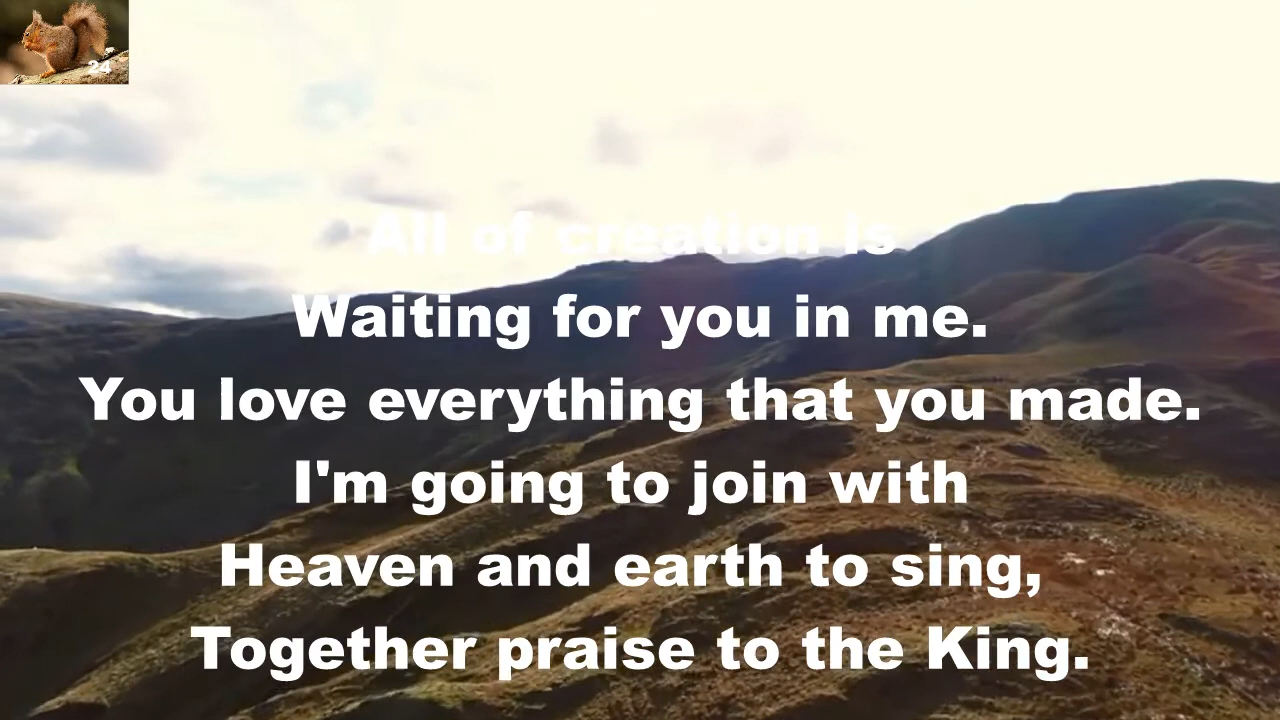 24
All of creation is
Waiting for you in me.
You love everything that you made.
I'm going to join with
Heaven and earth to sing,
Together praise to the King.